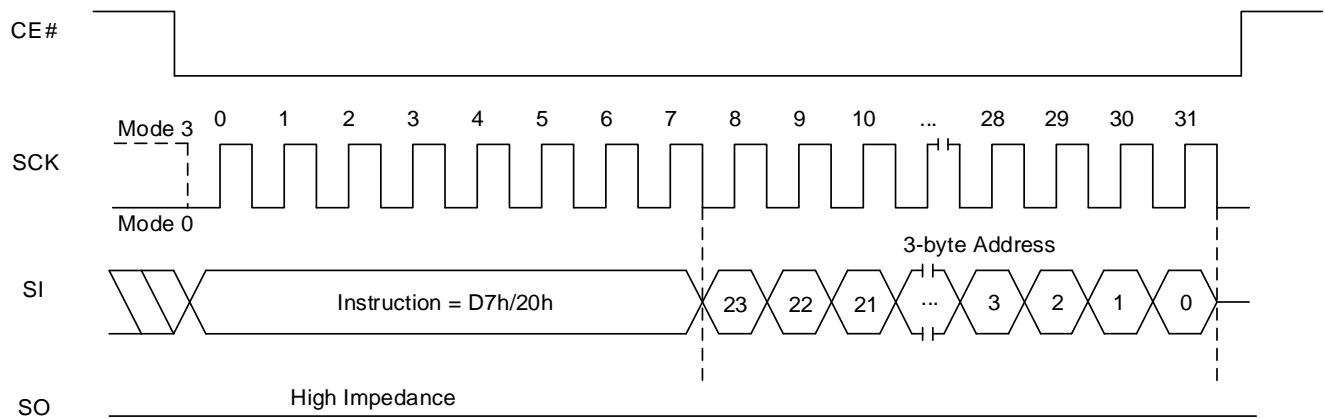 CE#
0 1 2 3 4 5 6 7 8 9 10 ... 28 29 30 31
Mode 3
SCK
Mode 0
3-byte Address
SI Instruction = D7h/20h 23 22 21 ... 3 2 1 0
High Impedance
SO